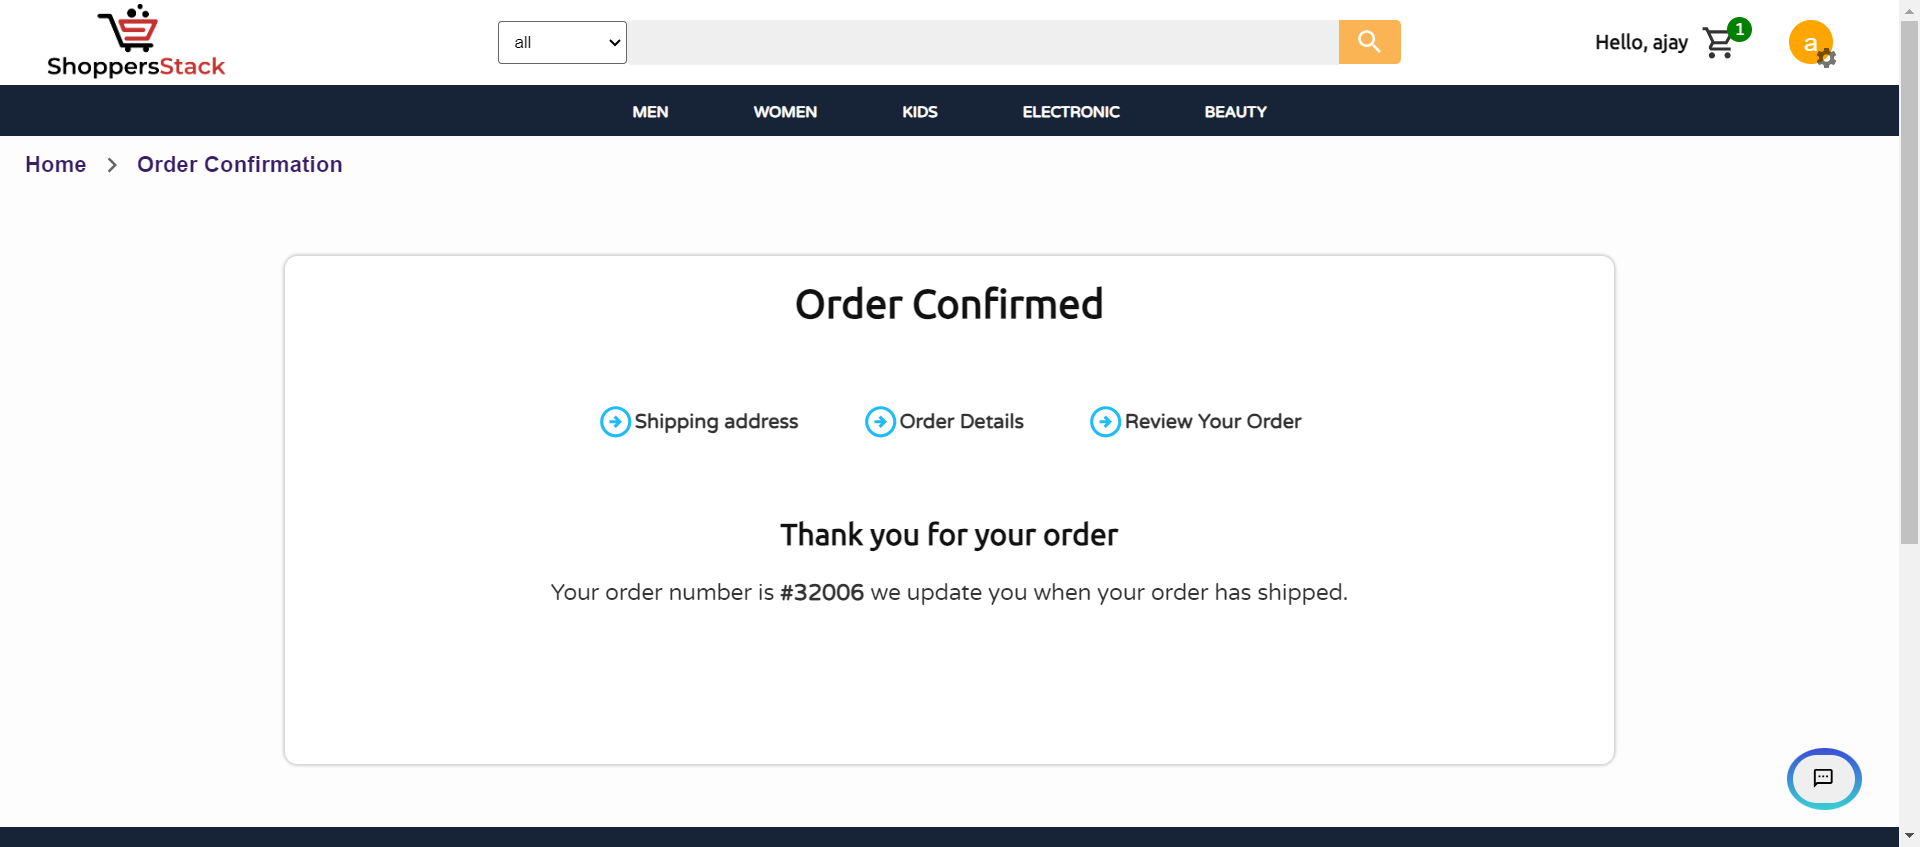 ShoppersStack
all
Hello, ajay
1
a
MEN WOMEN KIDS ELECTRONIC BEAUTY
Home > Order Confirmation
Order Confirmed
Shipping address Order Details Review Your Order
Thank you for your order
Your order number is #32006 we update you when your order has shipped.